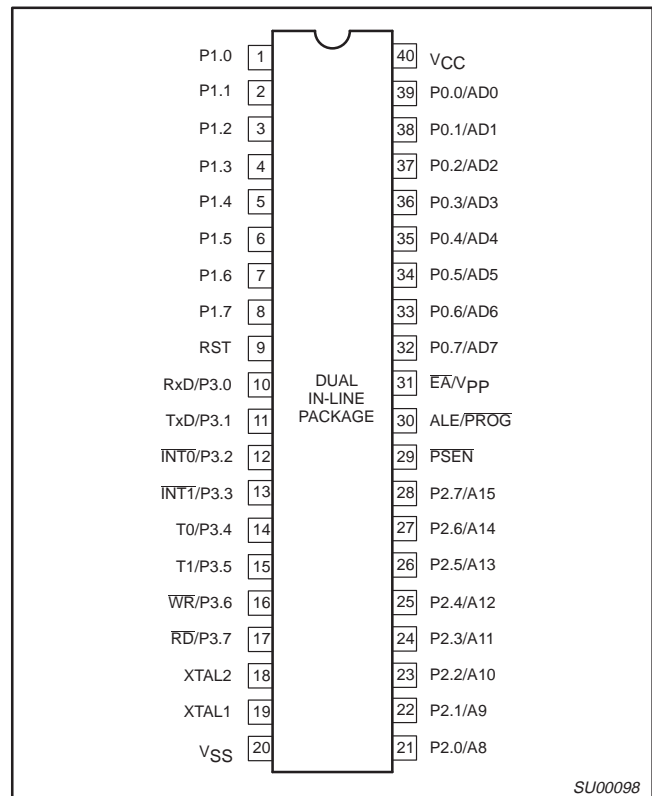 P1.0 1 40 VCC
P1.1 2 39 P0.0/AD0
P1.2 3 38 P0.1/AD1
P1.3 4 37 P0.2/AD2
P1.4 5 36 P0.3/AD3
P1.5 6 35 P0.4/AD4
P1.6 7 34 P0.5/AD5
P1.7 8 33 P0.6/AD6
RST 9 32 P0.7/AD7
RxD/P3.0 10 31 E̅A̅/VPP
TxD/P3.1 11 30 ALE/P̅R̅O̅G̅
I̅N̅T̅0̅/P3.2 12 29 P̅S̅E̅N̅
I̅N̅T̅1̅/P3.3 13 28 P2.7/A15
T0/P3.4 14 27 P2.6/A14
T1/P3.5 15 26 P2.5/A13
W̅R̅/P3.6 16 25 P2.4/A12
R̅D̅/P3.7 17 24 P2.3/A11
XTAL2 18 23 P2.2/A10
XTAL1 19 22 P2.1/A9
VSS 20 21 P2.0/A8
DUAL
IN-LINE
PACKAGE
SU00098